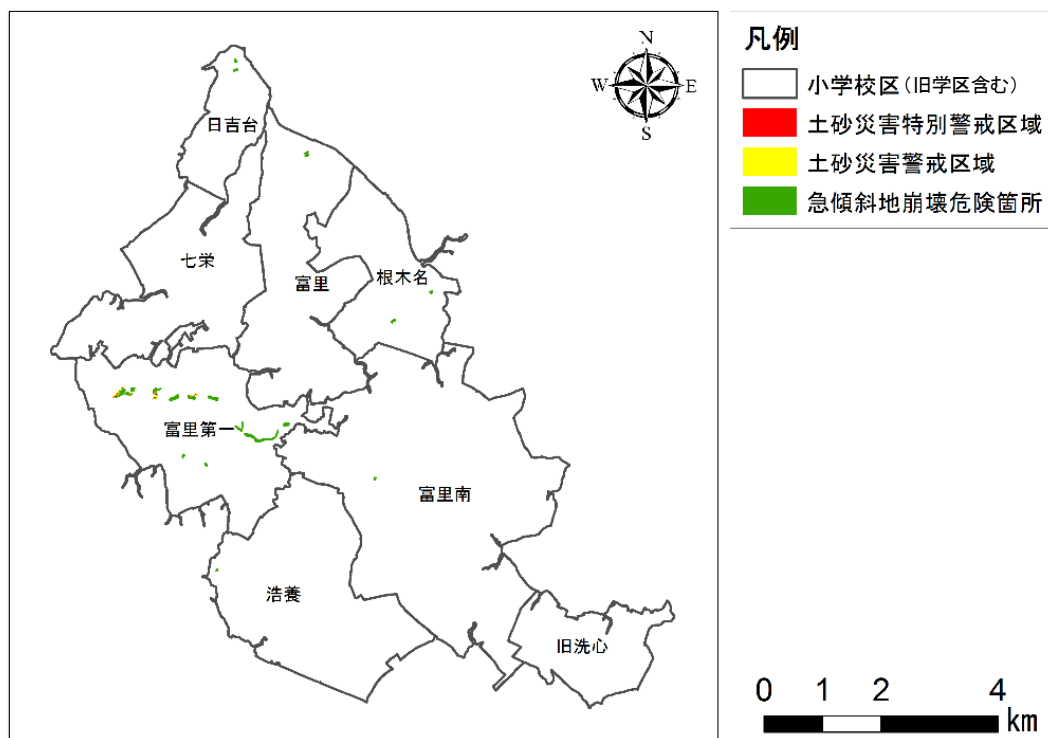 N
W
E
S
日吉台
七栄
富里
根木名
富里第一
富里南
浩養
旧洗心
凡例
小学校区(旧学区含む)
土砂災害特別警戒区域
土砂災害警戒区域
急傾斜地崩壊危険箇所
0 1 2 4
km